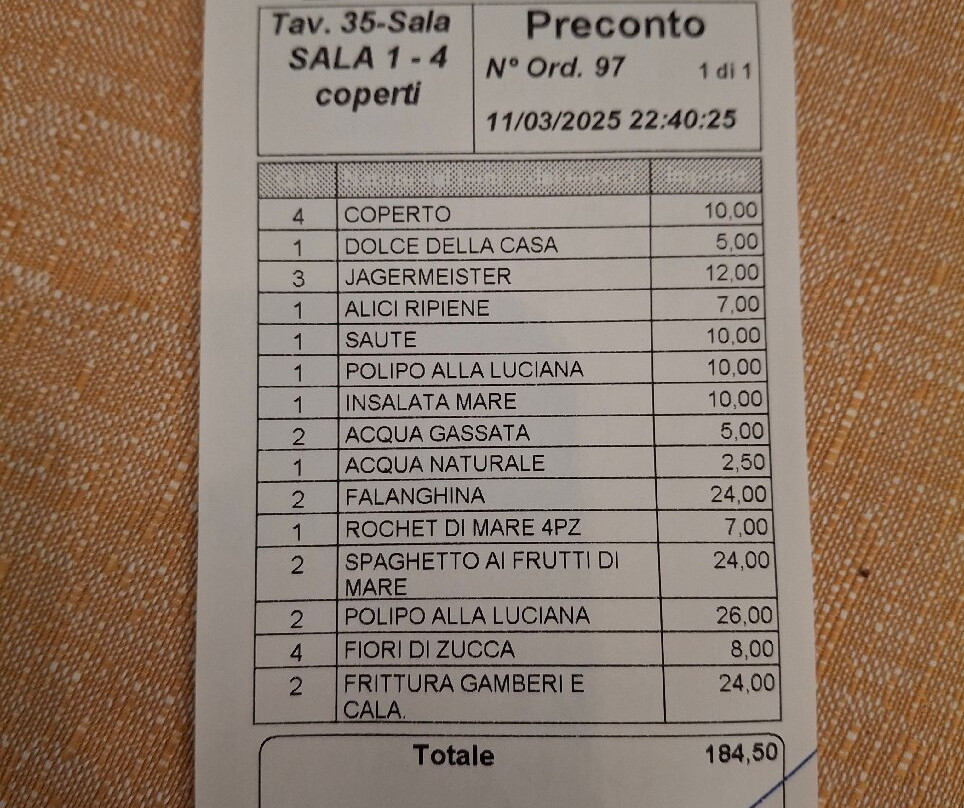 Tav. 35-Sala
SALA 1 - 4
coperti
Preconto
N° Ord. 97 1 di 1
11/03/2025 22:40:25
4 COPERTO 10,00
1 DOLCE DELLA CASA 5,00
3 JAGERMEISTER 12,00
1 ALICI RIPIENE 7,00
1 SAUTE 10,00
1 POLIPO ALLA LUCIANA 10,00
1 INSALATA MARE 10,00
2 ACQUA GASSATA 5,00
1 ACQUA NATURALE 2,50
2 FALANGHINA 24,00
1 ROCHET DI MARE 4PZ 7,00
2 SPAGHETTO AI FRUTTI DI 24,00
MARE
2 POLIPO ALLA LUCIANA 26,00
4 FIORI DI ZUCCA 8,00
2 FRITTURA GAMBERI E 24,00
CALA.
Totale 184,50